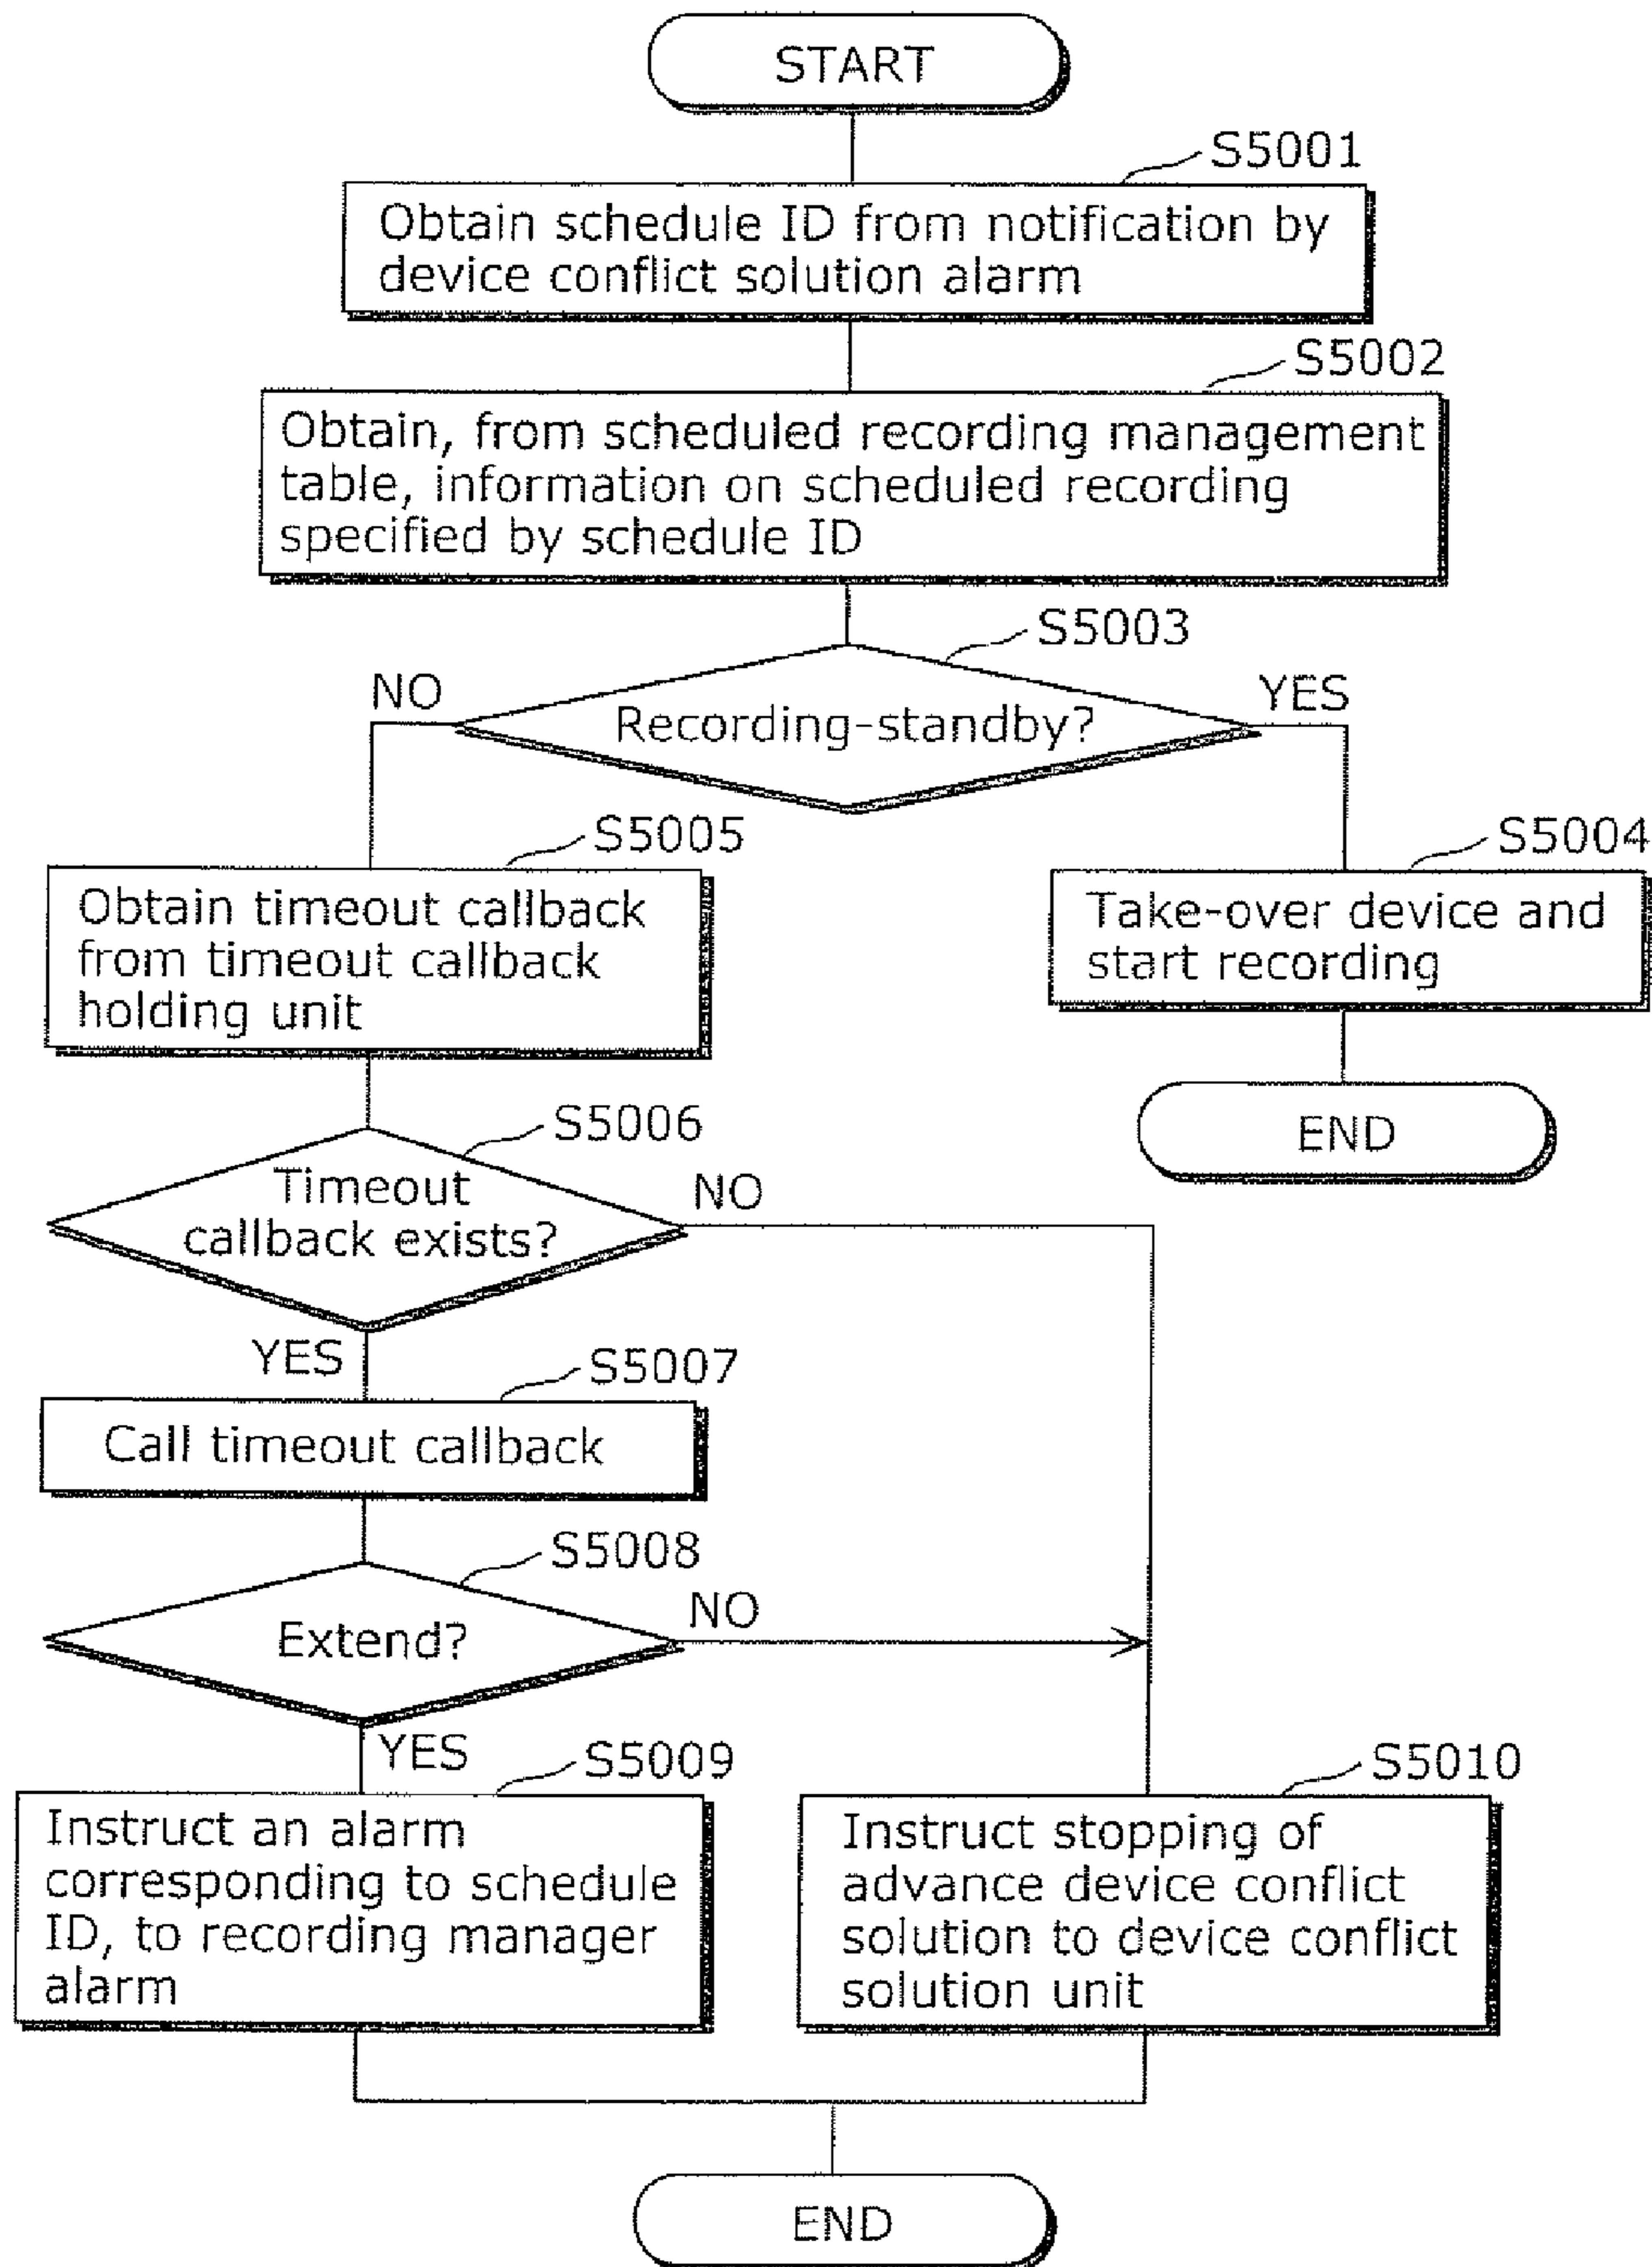 START
S5001
Obtain schedule ID from notification by
device conflict solution alarm
S5002
Obtain, from scheduled recording management
table, information on scheduled recording
specified by schedule ID
S5003
NO
YES
Recording-standby?
S5005
S5004
Obtain timeout callback
from timeout callback
holding unit
Take-over device and
start recording
END
S5006
Timeout
callback exists?
NO
YES
S5007
Call timeout callback
S5008
Extend?
NO
YES
S5009
S5010
Instruct an alarm
corresponding to schedule
ID, to recording manager
alarm
Instruct stopping of
advance device conflict
solution to device conflict
solution unit
END